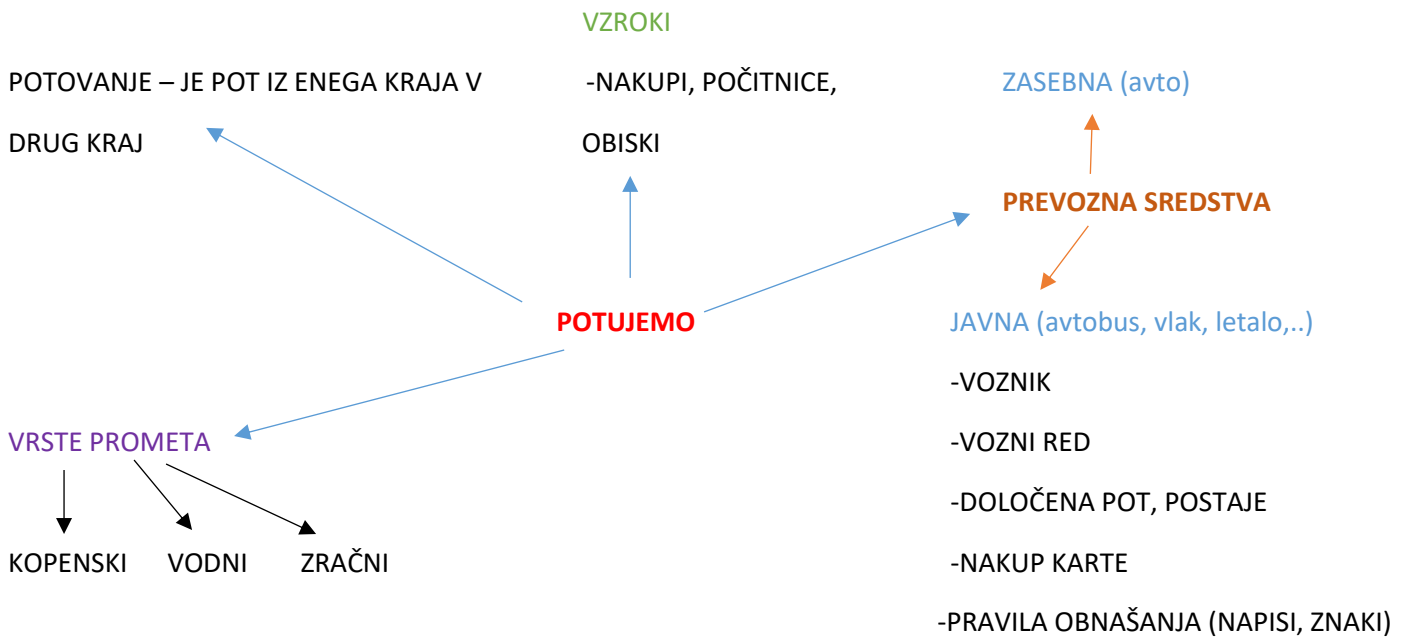 VZROKI
POTOVANJE – JE POT IZ ENEGA KRAJA V
DRUG KRAJ
-NAKUPI, POČITNICE,
OBISKI
ZASEBNA (avto)
PREVOZNA SREDSTVA
POTUJEMO
JAVNA (avtobus, vlak, letalo,..)
-VOZNIK
-VOZNI RED
-DOLOČENA POT, POSTAJE
-NAKUP KARTE
-PRAVILA OBNAŠANJA (NAPISI, ZNAKI)
VRSTE PROMETA
KOPENSKI VODNI ZRAČNI